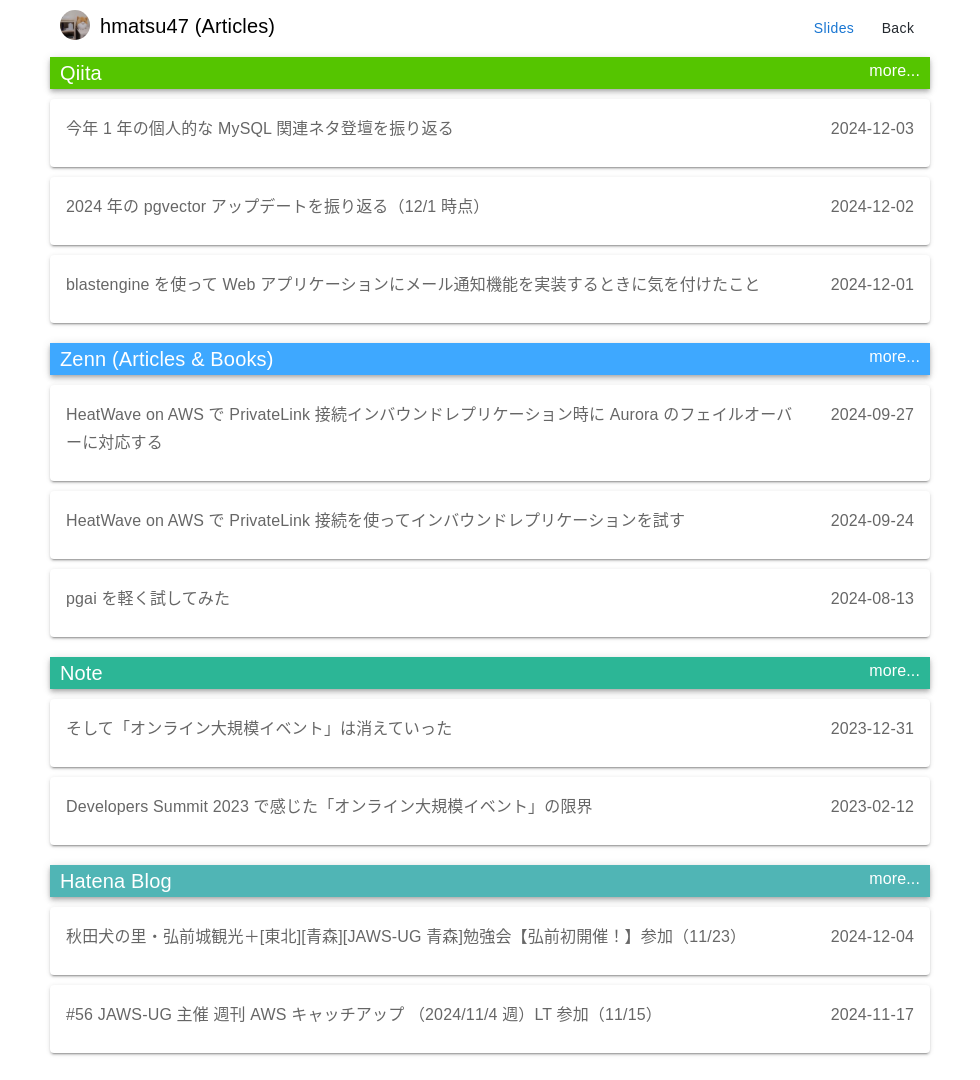 hmatsu47 (Articles)
Slides
Back
Qiita
more...
今年 1 年の個人的な MySQL 関連ネタ登壇を振り返る
2024-12-03
2024 年の pgvector アップデートを振り返る（12/1 時点）
2024-12-02
blastengine を使って Web アプリケーションにメール通知機能を実装するときに気を付けたこと
2024-12-01
Zenn (Articles & Books)
more...
HeatWave on AWS で PrivateLink 接続インバウンドレプリケーション時に Aurora のフェイルオーバ
ーに対応する
2024-09-27
HeatWave on AWS で PrivateLink 接続を使ってインバウンドレプリケーションを試す
2024-09-24
pgai を軽く試してみた
2024-08-13
Note
more...
そして「オンライン大規模イベント」は消えていった
2023-12-31
Developers Summit 2023 で感じた「オンライン大規模イベント」の限界
2023-02-12
Hatena Blog
more...
秋田犬の里・弘前城観光＋[東北][青森][JAWS-UG 青森]勉強会【弘前初開催！】参加（11/23）
2024-12-04
#56 JAWS-UG 主催 週刊 AWS キャッチアップ （2024/11/4 週）LT 参加（11/15）
2024-11-17